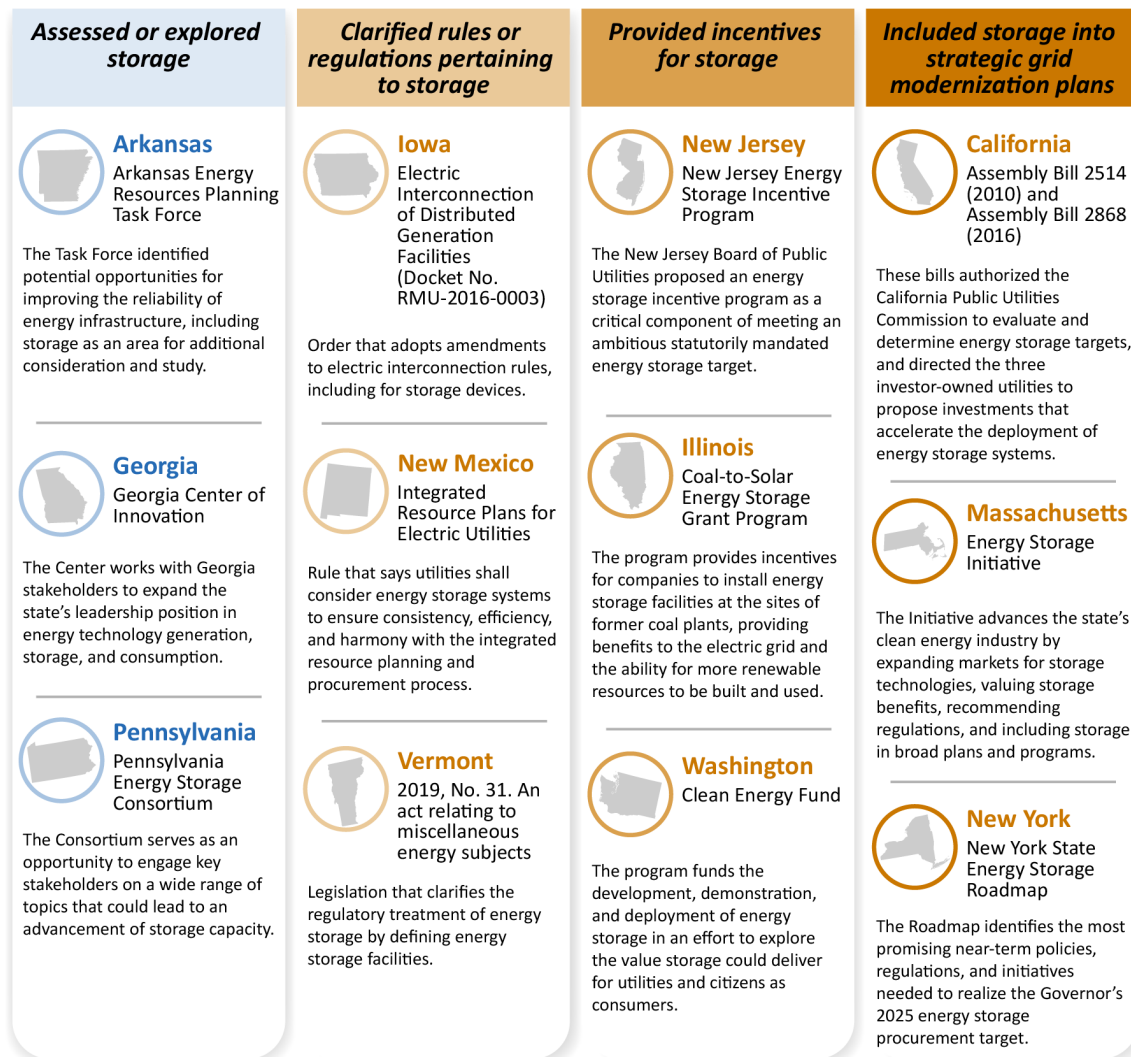 Assessed or explored
storage
Arkansas
Arkansas Energy
Resources Planning
Task Force
The Task Force identified
potential opportunities for
improving the reliability of
energy infrastructure, including
storage as an area for additional
consideration and study.
Georgia
Georgia Center of
Innovation
The Center works with Georgia
stakeholders to expand the
state’s leadership position in
energy technology generation,
storage, and consumption.
Pennsylvania
Pennsylvania
Energy Storage
Consortium
The Consortium serves as an
opportunity to engage key
stakeholders on a wide range of
topics that could lead to an
advancement of storage capacity.
Clarified rules or
regulations pertaining
to storage
Iowa
Electric
Interconnection
of Distributed
Generation
Facilities
(Docket No.
RMU-2016-0003)
Order that adopts amendments
to electric interconnection rules,
including for storage devices.
New Mexico
Integrated
Resource Plans for
Electric Utilities
Rule that says utilities shall
consider energy storage systems
to ensure consistency, efficiency,
and harmony with the integrated
resource planning and
procurement process.
Vermont
2019, No. 31. An
act relating to
miscellaneous
energy subjects
Legislation that clarifies the
regulatory treatment of energy
storage by defining energy
storage facilities.
Provided incentives
for storage
New Jersey
New Jersey Energy
Storage Incentive
Program
The New Jersey Board of Public
Utilities proposed an energy
storage incentive program as a
critical component of meeting an
ambitious statutorily mandated
energy storage target.
Illinois
Coal-to-Solar
Energy Storage
Grant Program
The program provides incentives
for companies to install energy
storage facilities at the sites of
former coal plants, providing
benefits to the electric grid and
the ability for more renewable
resources to be built and used.
Washington
Clean Energy Fund
The program funds the
development, demonstration,
and deployment of energy
storage in an effort to explore
the value storage could deliver
for utilities and citizens as
consumers.
Included storage into
strategic grid
modernization plans
California
Assembly Bill 2514
(2010) and
Assembly Bill 2868
(2016)
These bills authorized the
California Public Utilities
Commission to evaluate and
determine energy storage targets,
and directed the three
investor-owned utilities to
propose investments that
accelerate the deployment of
energy storage systems.
Massachusetts
Energy Storage
Initiative
The Initiative advances the state’s
clean energy industry by
expanding markets for storage
technologies, valuing storage
benefits, recommending
regulations, and including storage
in broad plans and programs.
New York
New York State
Energy Storage
Roadmap
The Roadmap identifies the most
promising near-term policies,
regulations, and initiatives
needed to realize the Governor’s
2025 energy storage
procurement target.